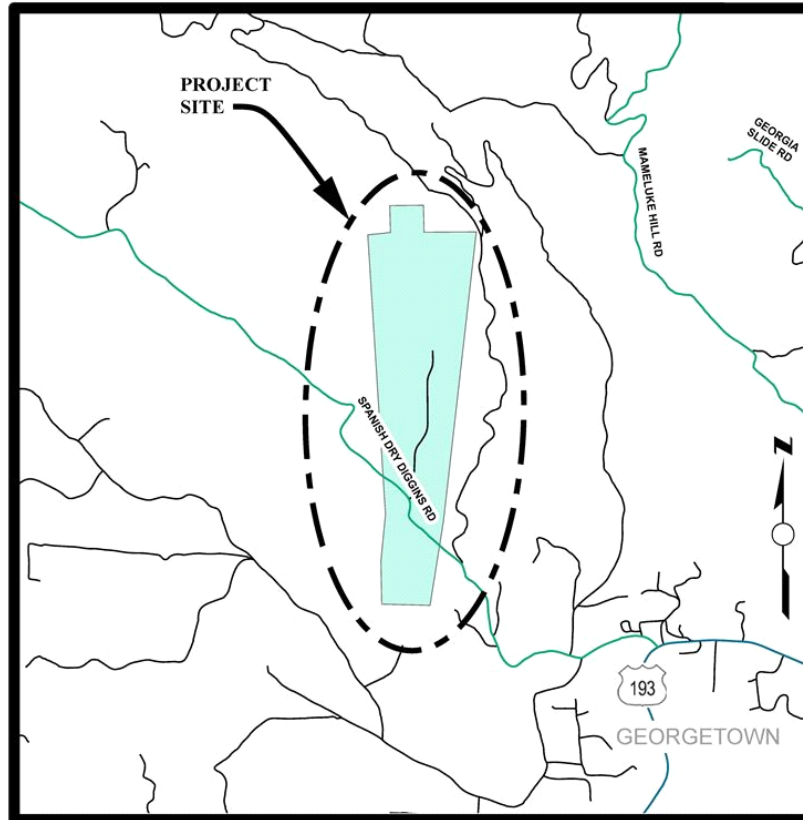 PROJECT
SITE
GEORGIA
SLIDE RD
MAMELUKE HILL RD
SPANISH DRY DIGGINS RD
N
193
GEORGETOWN